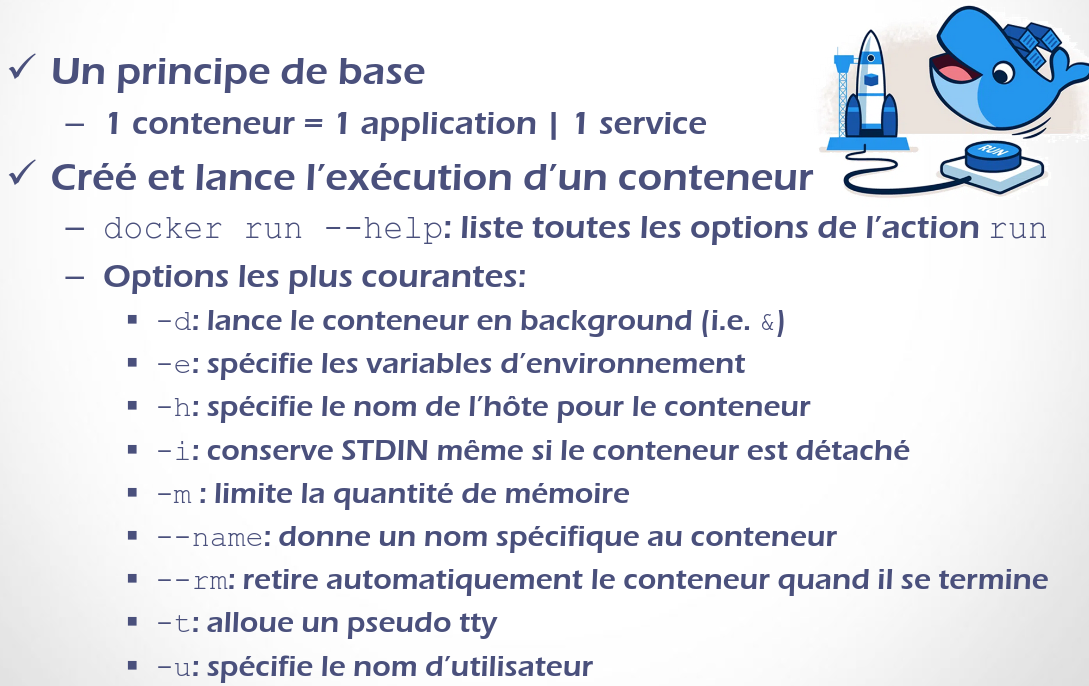 ✓ Un principe de base
– 1 conteneur = 1 application | 1 service
✓ Créé et lance l’exécution d’un conteneur
– docker run --help: liste toutes les options de l’action run
– Options les plus courantes:
▪ -d: lance le conteneur en background (i.e. &)
▪ -e: spécifie les variables d’environnement
▪ -h: spécifie le nom de l’hôte pour le conteneur
▪ -i: conserve STDIN même si le conteneur est détaché
▪ -m : limite la quantité de mémoire
▪ --name: donne un nom spécifique au conteneur
▪ --rm: retire automatiquement le conteneur quand il se termine
▪ -t: alloue un pseudo tty
▪ -u: spécifie le nom d’utilisateur
RUN